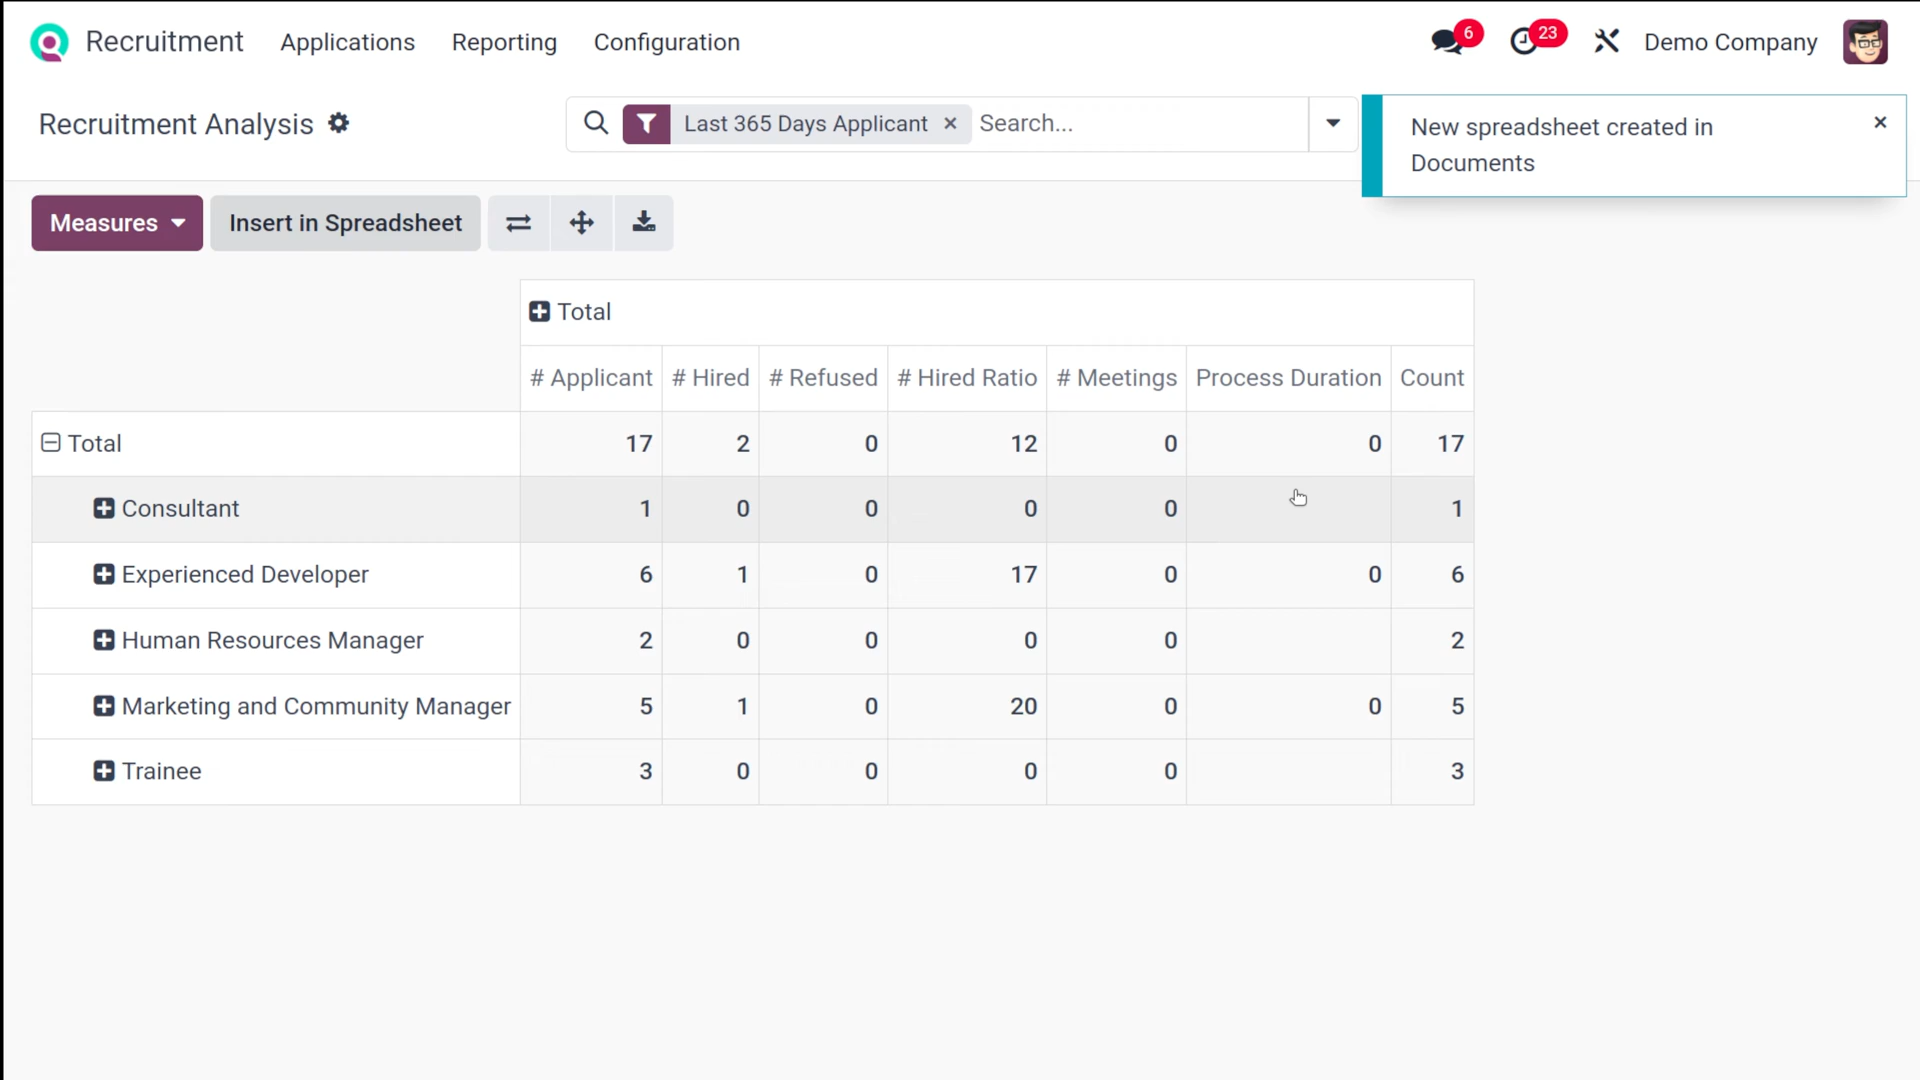 Recruitment Applications Reporting Configuration 6 23 Demo Company
Recruitment Analysis Last 365 Days Applicant × Search...
New spreadsheet created in
Documents
×
Measures Insert in Spreadsheet
Total
# Applicant # Hired # Refused # Hired Ratio # Meetings Process Duration Count
Total 17 2 0 12 0 0 17
Consultant 1 0 0 0 0 1
Experienced Developer 6 1 0 17 0 0 6
Human Resources Manager 2 0 0 0 0 2
Marketing and Community Manager 5 1 0 20 0 0 5
Trainee 3 0 0 0 0 3